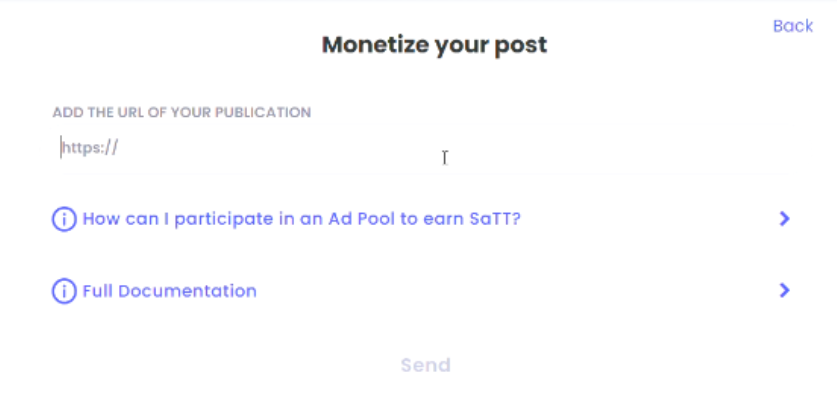 Back
Monetize your post
ADD THE URL OF YOUR PUBLICATION
https://
How can I participate in an Ad Pool to earn SaTT?
Full Documentation
Send